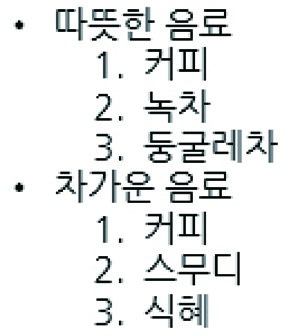 • 따뜻한 음료
1. 커피
2. 녹차
3. 둥굴레차
• 차가운 음료
1. 커피
2. 스무디
3. 식혜